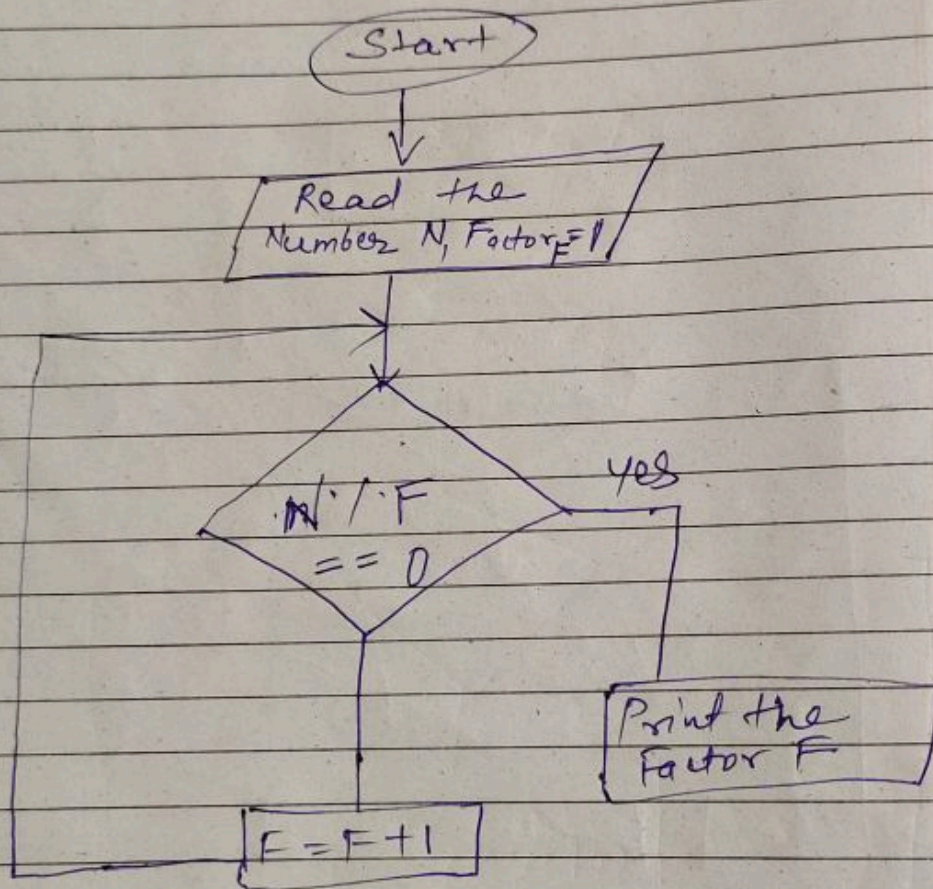 Start
Read the
Number N, Factor F=1
N % F
== 0
yes
Print the
Factor F
F = F + 1